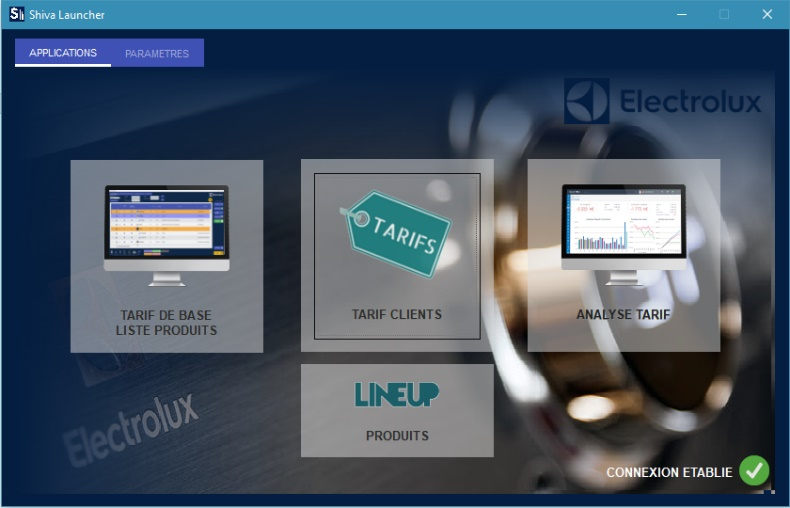 Shiva Launcher
APPLICATIONS
PARAMETRES
Electrolux
TARIFS
TARIF DE BASE
LISTE PRODUITS
TARIF CLIENTS
ANALYSE TARIF
LINEUP
PRODUITS
Electrolux
CONNEXION ETABLIE